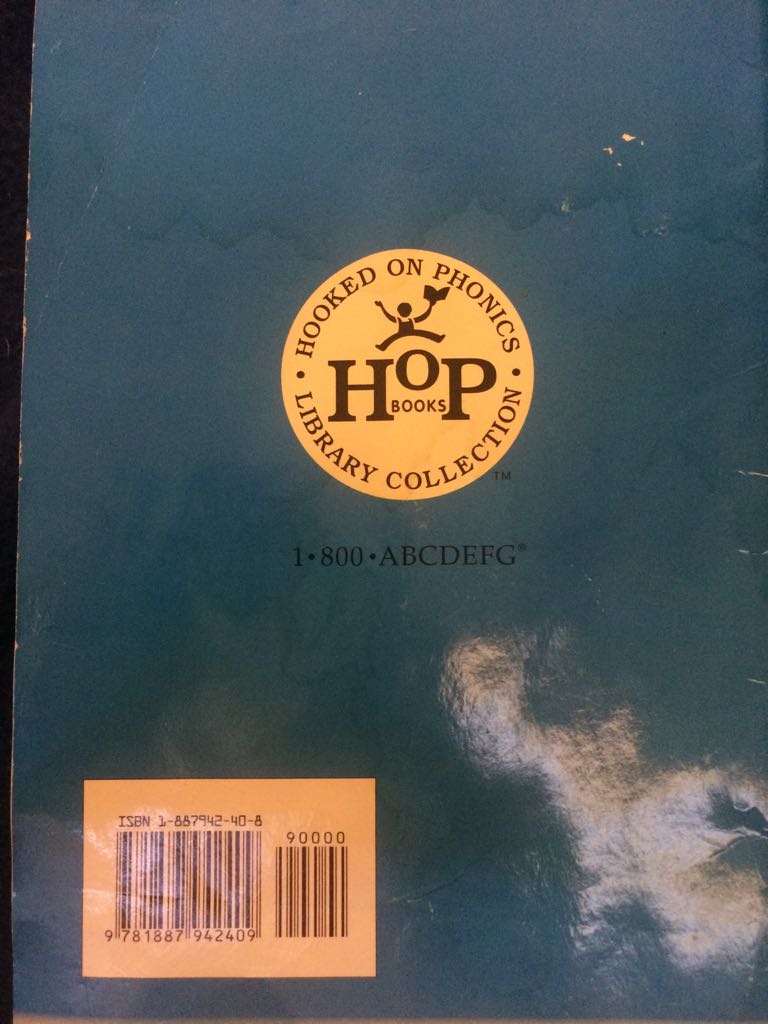 • HOOKED ON PHONICS •
HOP
BOOKS
LIBRARY COLLECTION
TM
1•800•ABCDEFG®
ISBN 1-887942-40-8
90000
9 781887 942409